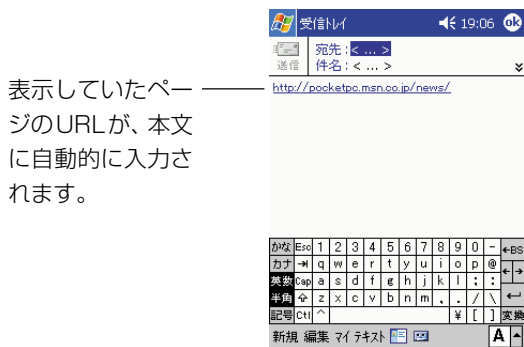 受信トレイ 19:06 ok
送信
宛先:< ... >
件名:< ... >
http://pocketpc.msn.co.jp/news/
表示していたペー
ジのURLが、本文
に自動的に入力さ
れます。
かな Esc 1 2 3 4 5 6 7 8 9 0 - ←BS
カナ →| q w e r t y u i o p @ ← →
英数 Cap a s d f g h j k l ; :
半角 z x c v b n m , . / \ ↵
記号 Ctl ^ ¥ [ ] 変換
新規 編集 マイ テキスト A